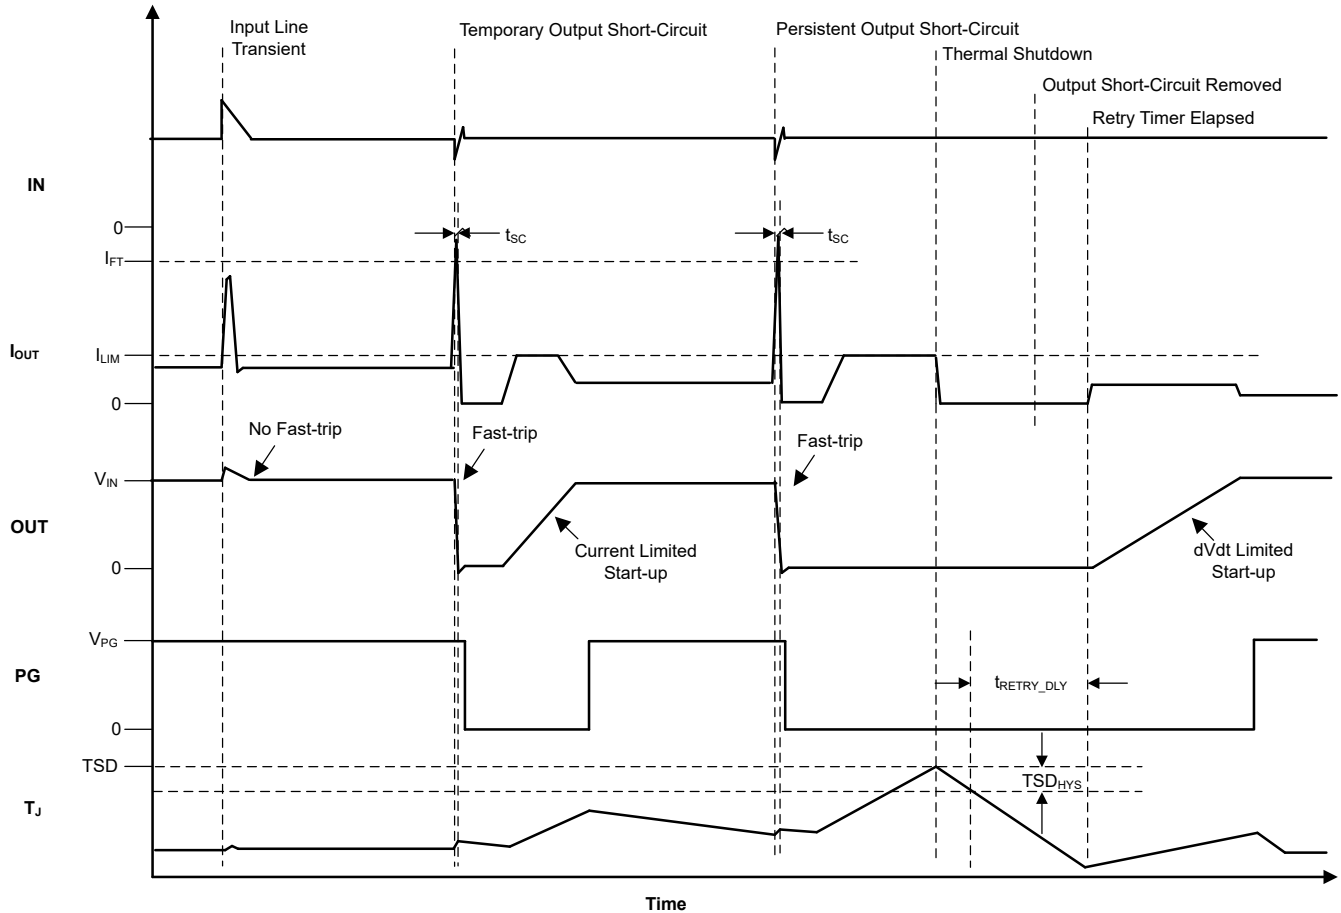 Input Line
Transient
Temporary Output Short-Circuit
Persistent Output Short-Circuit
Thermal Shutdown
Output Short-Circuit Removed
Retry Timer Elapsed
IN
0
tSC
tSC
IFT
IOUT
ILIM
0
No Fast-trip
Fast-trip
Fast-trip
VIN
OUT
Current Limited
Start-up
dVdt Limited
Start-up
0
VPG
PG
tRETRY_DLY
0
TSD
TSDHYS
TJ
Time